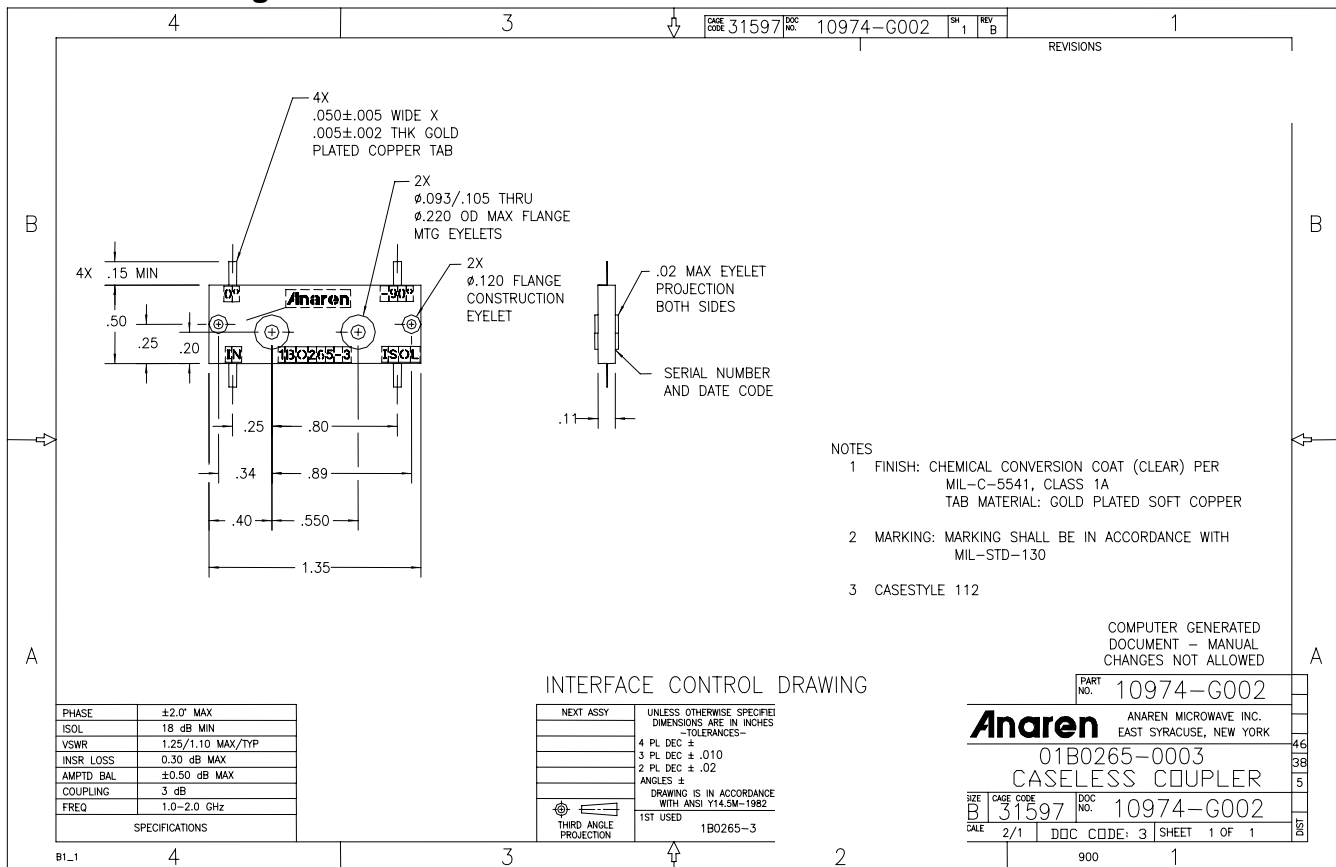 4
3
CAGE CODE 31597 DOC NO. 10974-G002 SH 1 REV B
1
REVISIONS
4X
.050±.005 WIDE X
.005±.002 THK GOLD
PLATED COPPER TAB
2X
ø.093/.105 THRU
ø.220 OD MAX FLANGE
MTG EYELETS
B
B
2X
ø.120 FLANGE
CONSTRUCTION
EYELET
.02 MAX EYELET
PROJECTION
BOTH SIDES
4X .15 MIN
0°
Anaren
-90°
.50
.25
.20
IN
1B0265-3
ISOL
SERIAL NUMBER
AND DATE CODE
.11
.25
.80
.34
.89
.40
.550
1.35
NOTES
1 FINISH: CHEMICAL CONVERSION COAT (CLEAR) PER
MIL-C-5541, CLASS 1A
TAB MATERIAL: GOLD PLATED SOFT COPPER
2 MARKING: MARKING SHALL BE IN ACCORDANCE WITH
MIL-STD-130
3 CASESTYLE 112
COMPUTER GENERATED
DOCUMENT - MANUAL
CHANGES NOT ALLOWED
A
A
INTERFACE CONTROL DRAWING
PHASE ±2.0° MAX
ISOL 18 dB MIN
VSWR 1.25/1.10 MAX/TYP
INSR LOSS 0.30 dB MAX
AMPTD BAL ±0.50 dB MAX
COUPLING 3 dB
FREQ 1.0-2.0 GHz
SPECIFICATIONS
NEXT ASSY
THIRD ANGLE
PROJECTION
UNLESS OTHERWISE SPECIFIE
DIMENSIONS ARE IN INCHES
-TOLERANCES-
4 PL DEC ±
3 PL DEC ± .010
2 PL DEC ± .02
ANGLES ±
DRAWING IS IN ACCORDANCE
WITH ANSI Y14.5M-1982
1ST USED
1B0265-3
PART NO. 10974-G002
Anaren
ANAREN MICROWAVE INC.
EAST SYRACUSE, NEW YORK
01B0265-0003
CASELESS COUPLER
SIZE B CAGE CODE 31597 DOC NO. 10974-G002
CALE 2/1 DOC CODE: 3 SHEET 1 OF 1
46
38
5
DIST
B1_1
4
3
2
900
1